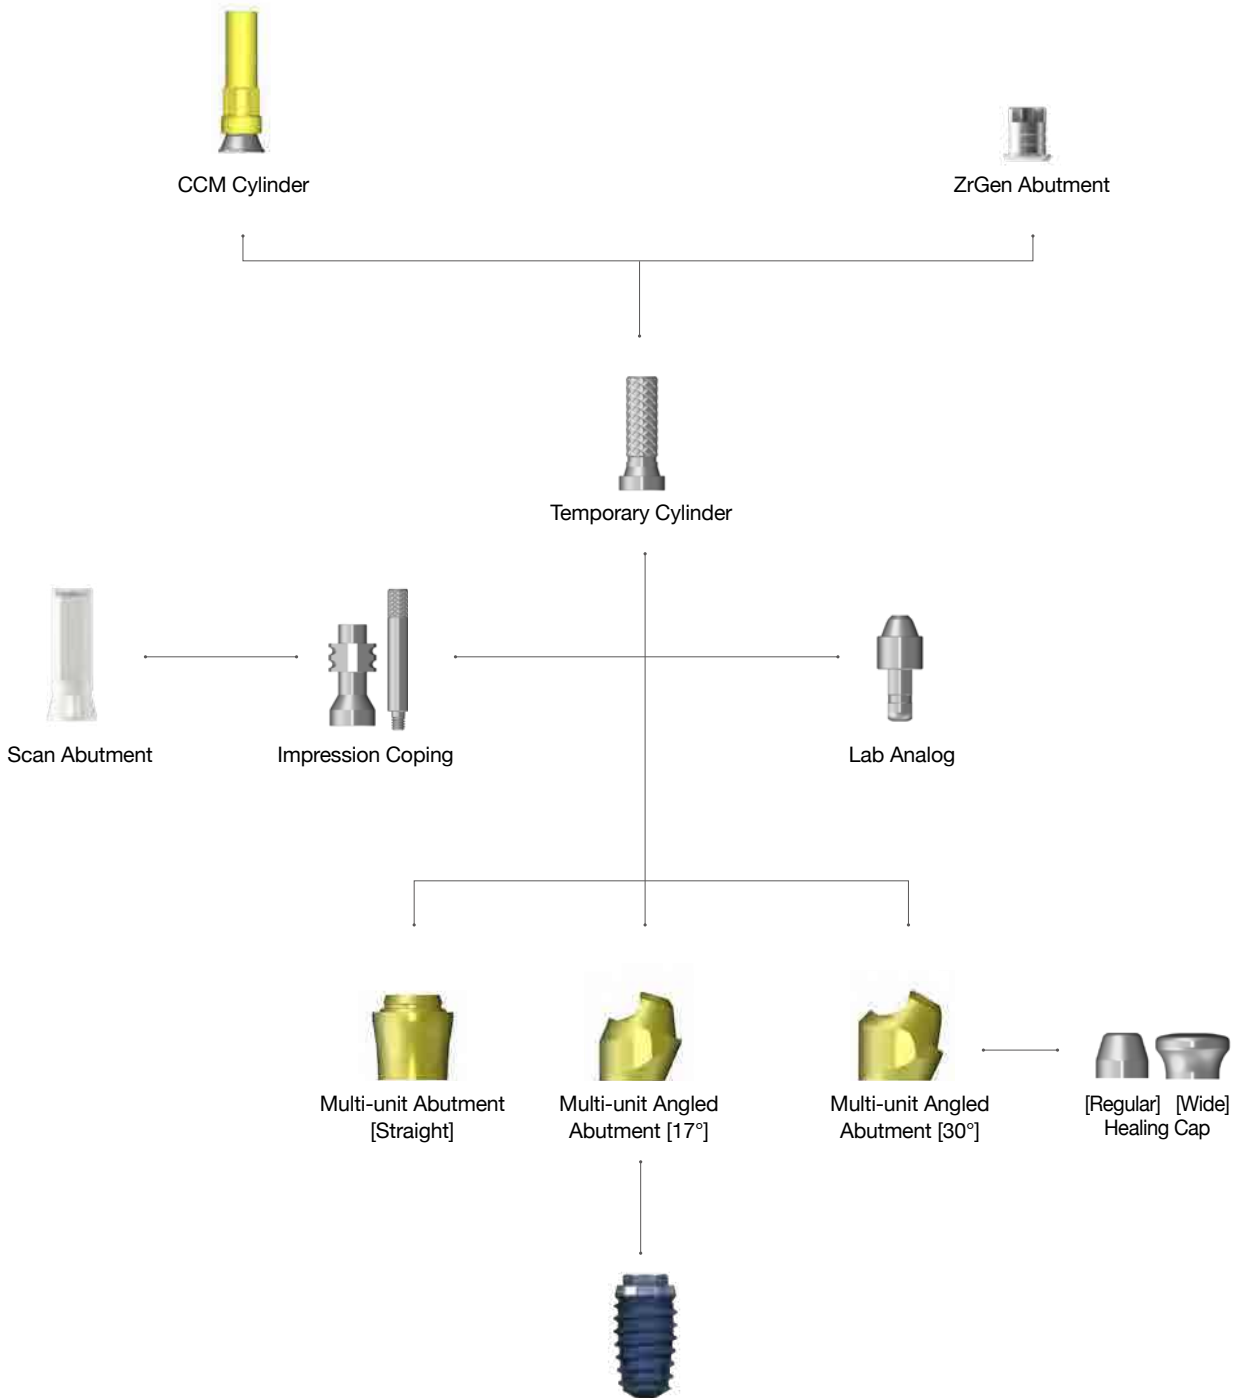 CCM Cylinder
ZrGen Abutment
Temporary Cylinder
Scan Abutment
Impression Coping
Lab Analog
Multi-unit Abutment
[Straight]
Multi-unit Angled
Abutment [17°]
Multi-unit Angled
Abutment [30°]
[Regular] [Wide]
Healing Cap